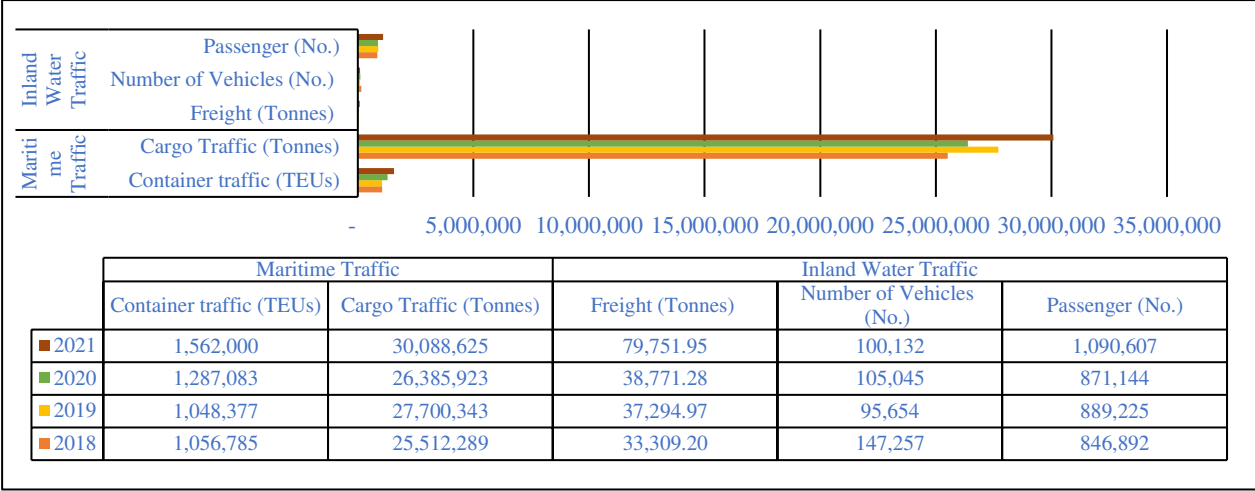 Inland
Water
Traffic
Passenger (No.)
Number of Vehicles (No.)
Freight (Tonnes)
Mariti
me
Traffic
Cargo Traffic (Tonnes)
Container traffic (TEUs)
- 5,000,000 10,000,000 15,000,000 20,000,000 25,000,000 30,000,000 35,000,000
Maritime Traffic Inland Water Traffic
Container traffic (TEUs) Cargo Traffic (Tonnes) Freight (Tonnes) Number of Vehicles (No.) Passenger (No.)
2021 1,562,000 30,088,625 79,751.95 100,132 1,090,607
2020 1,287,083 26,385,923 38,771.28 105,045 871,144
2019 1,048,377 27,700,343 37,294.97 95,654 889,225
2018 1,056,785 25,512,289 33,309.20 147,257 846,892